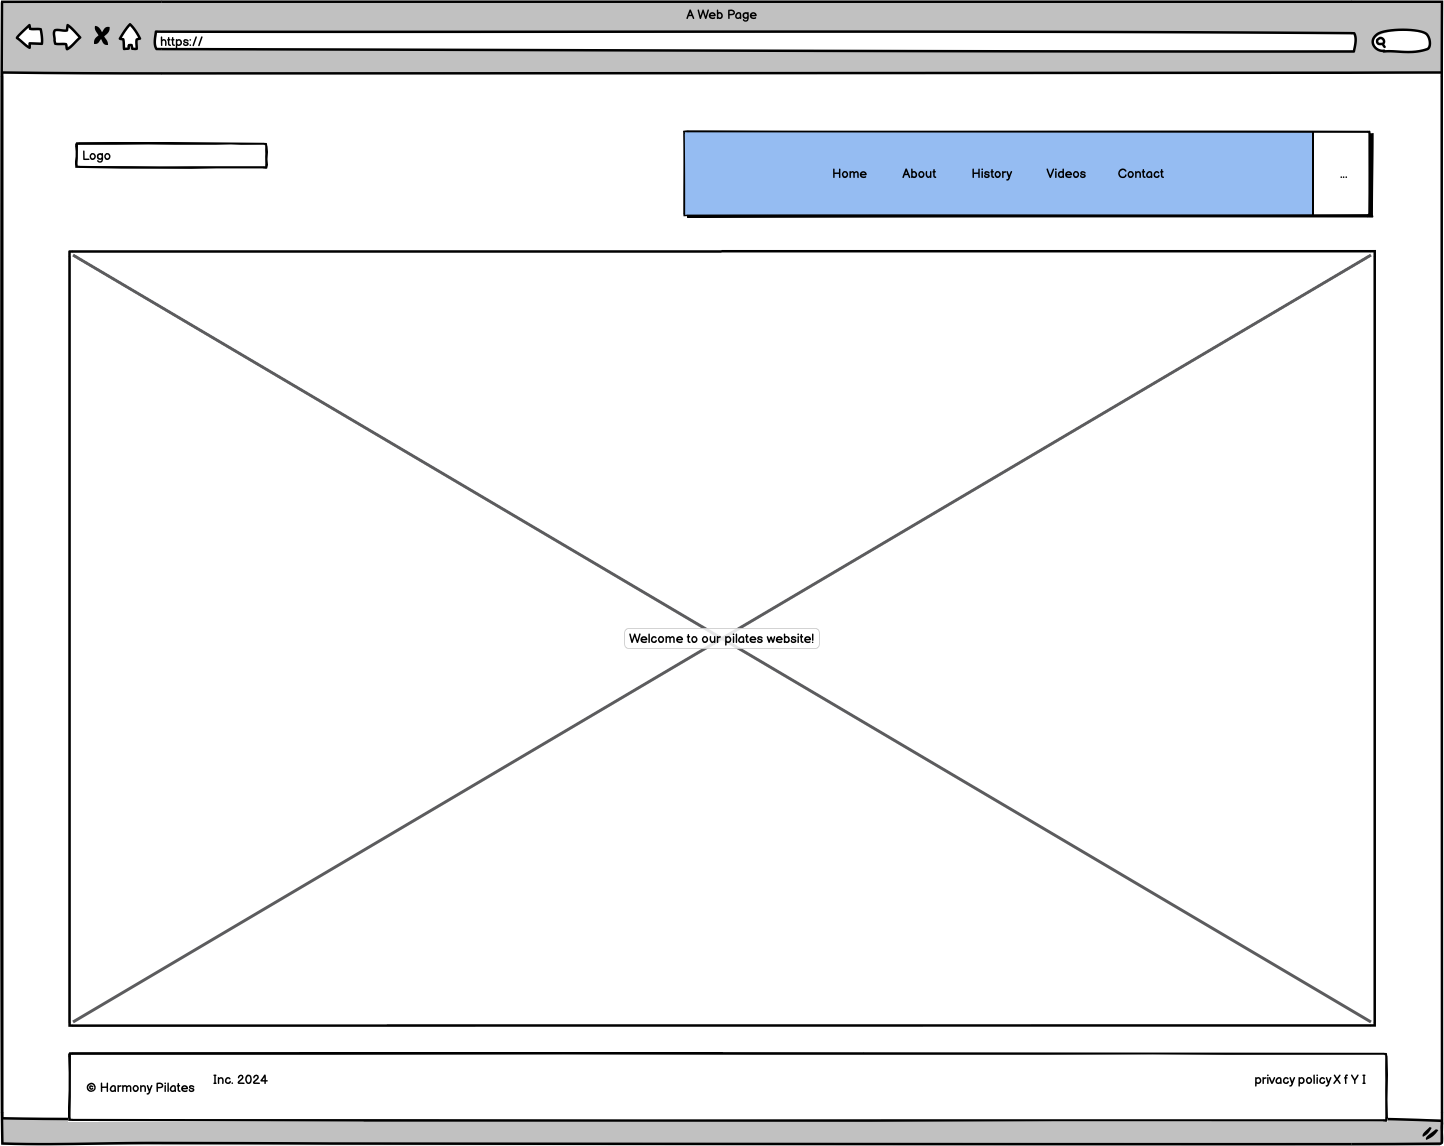 A Web Page
https://
Logo
Home About History Videos Contact ...
Welcome to our pilates website!
© Harmony Pilates Inc. 2024 privacy policy X f Y I